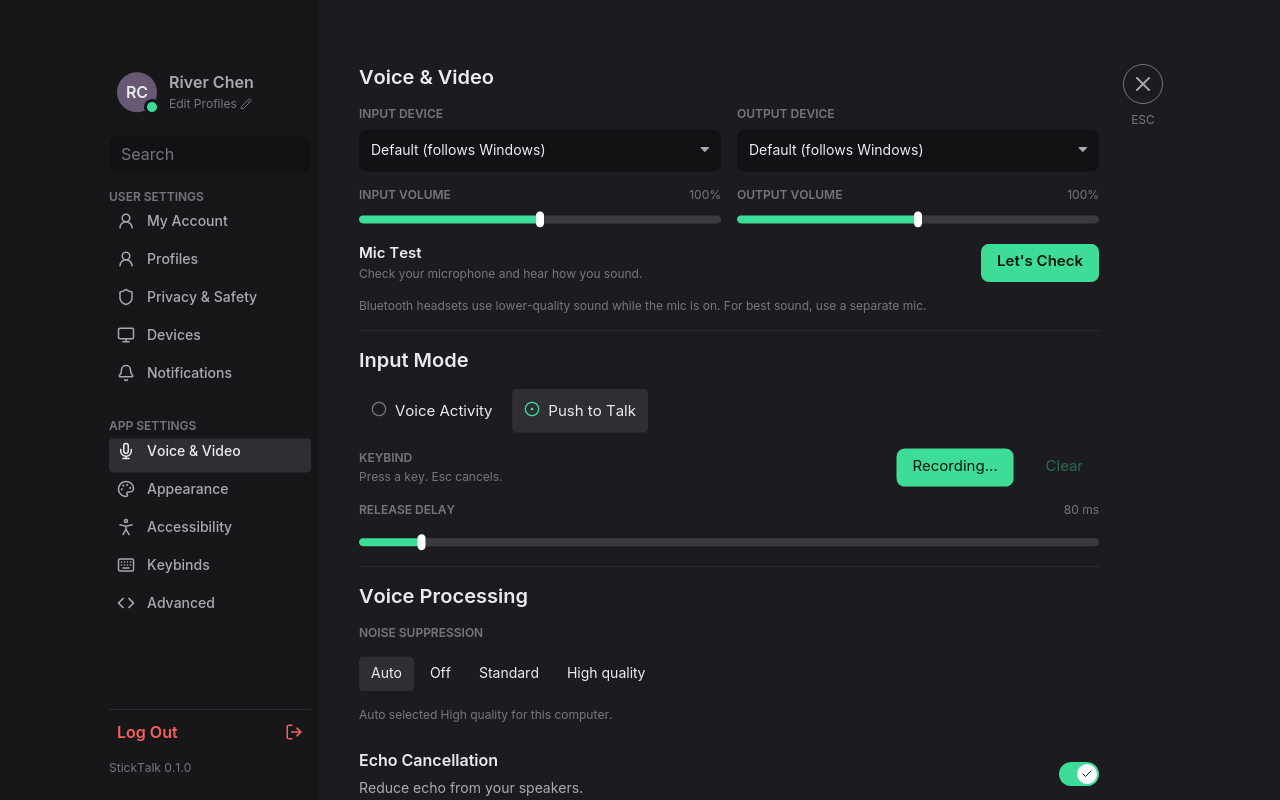 RC
River Chen
Edit Profiles
Search
USER SETTINGS
My Account
Profiles
Privacy & Safety
Devices
Notifications
APP SETTINGS
Voice & Video
Appearance
Accessibility
Keybinds
Advanced
Log Out
StickTalk 0.1.0
Voice & Video
INPUT DEVICE
Default (follows Windows)
OUTPUT DEVICE
Default (follows Windows)
INPUT VOLUME 100%
OUTPUT VOLUME 100%
Mic Test
Check your microphone and hear how you sound.
Let's Check
Bluetooth headsets use lower-quality sound while the mic is on. For best sound, use a separate mic.
Input Mode
Voice Activity
Push to Talk
KEYBIND
Press a key. Esc cancels.
Recording...
Clear
RELEASE DELAY 80 ms
Voice Processing
NOISE SUPPRESSION
Auto Off Standard High quality
Auto selected High quality for this computer.
Echo Cancellation
Reduce echo from your speakers.
ESC